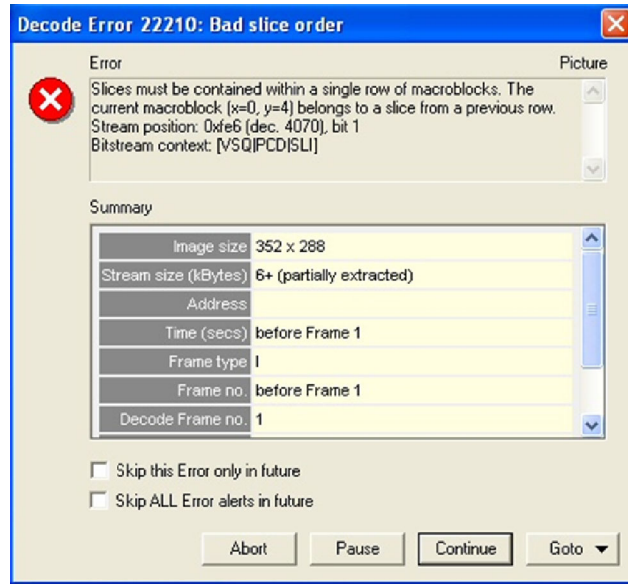 Decode Error 22210: Bad slice order
Error
Picture
Slices must be contained within a single row of macroblocks. The
current macroblock (x=0, y=4) belongs to a slice from a previous row.
Stream position: 0xfe6 (dec. 4070), bit 1
Bitstream context: [VSQ|PCD|SLI]
Summary
Image size 352 x 288
Stream size (kBytes) 6+ (partially extracted)
Address
Time (secs) before Frame 1
Frame type I
Frame no. before Frame 1
Decode Frame no. 1
Skip this Error only in future
Skip ALL Error alerts in future
Abort Pause Continue Goto